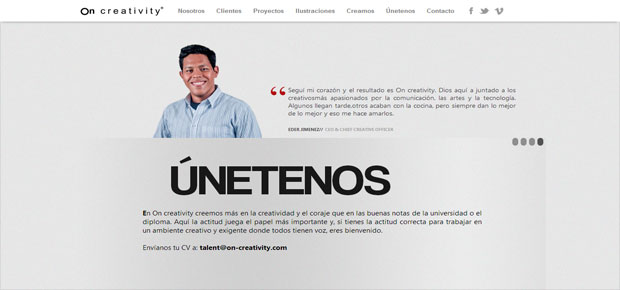 On creativity®
Nosotros Clientes Proyectos Ilustraciones Creamos Únetenos Contacto
“ Seguí mi corazón y el resultado es On creativity. Dios aquí a juntado a los
creativosmás apasionados por la comunicación, las artes y la tecnología.
Algunos llegan tarde,otros acaban con la cocina, pero siempre dan lo mejor
de lo mejor y eso me hace amarlos.
EDER JIMENEZ// CEO & CHIEF CREATIVE OFFICER
ÚNETENOS
En On creativity creemos más en la creatividad y el coraje que en las buenas notas de la universidad o el
diploma. Aquí la actitud juega el papel más importante y, si tienes la actitud correcta para trabajar en
un ambiente creativo y exigente donde todos tienen voz, eres bienvenido.
Envíanos tu CV a: talent@on-creativity.com